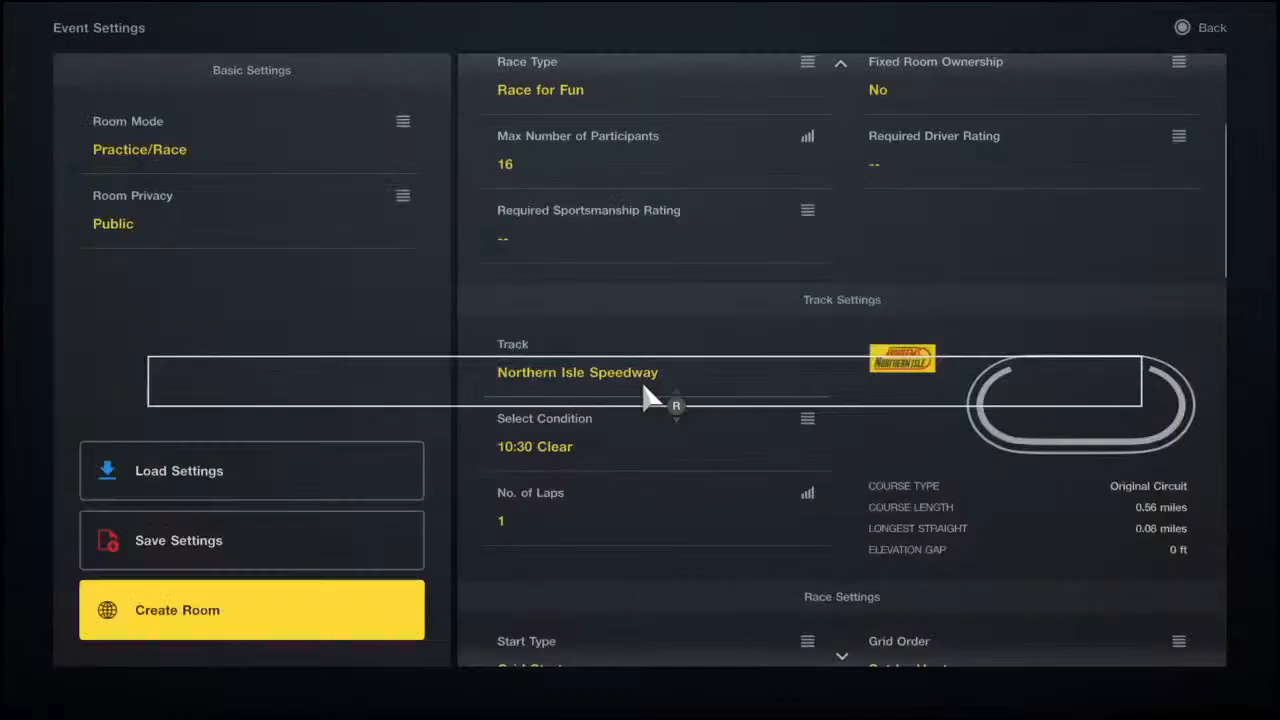 Event Settings
Back
Basic Settings
Room Mode
Practice/Race
Room Privacy
Public
Load Settings
Save Settings
Create Room
Race Type
Race for Fun
Fixed Room Ownership
No
Max Number of Participants
16
Required Driver Rating
--
Required Sportsmanship Rating
--
Track Settings
Track
Northern Isle Speedway
NORTHERN ISLE
R
Select Condition
10:30 Clear
No. of Laps
1
COURSE TYPE Original Circuit
COURSE LENGTH 0.56 miles
LONGEST STRAIGHT 0.06 miles
ELEVATION GAP 0 ft
Race Settings
Start Type
Grid Order